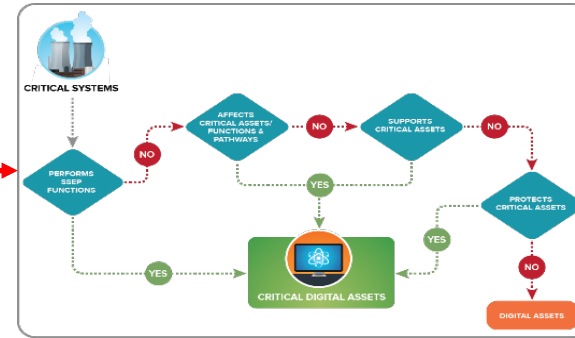 CRITICAL SYSTEMS
AFFECTS
CRITICAL ASSETS/
FUNCTIONS &
PATHWAYS
NO
SUPPORTS
CRITICAL ASSETS
NO
NO
PERFORMS
SSEP
FUNCTIONS
YES
PROTECTS
CRITICAL ASSETS
YES
YES
NO
CRITICAL DIGITAL ASSETS
DIGITAL ASSETS